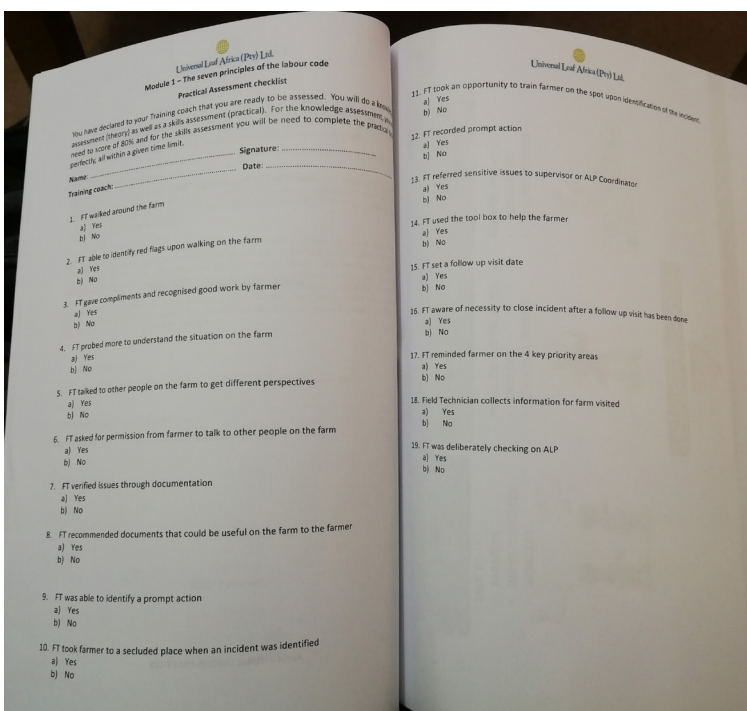 Universal Leaf Africa (Pty) Ltd.
Module 1 – The seven principles of the labour code
Practical Assessment checklist
You have declared to your Training coach that you are ready to be assessed. You will do a
assessment (theory) as well as a skills assessment (practical). For the knowledge assessment,
need to score of 80% and for the skills assessment you will be need to complete the
perfectly, all within a given time limit.
Name: Signature:
Training coach: Date:
1. FT walked around the farm
a) Yes
b) No
2. FT able to identify red flags upon walking on the farm
a) Yes
b) No
3. FT gave compliments and recognised good work by farmer
a) Yes
b) No
4. FT probed more to understand the situation on the farm
a) Yes
b) No
5. FT talked to other people on the farm to get different perspectives
a) Yes
b) No
6. FT asked for permission from farmer to talk to other people on the farm
a) Yes
b) No
7. FT verified issues through documentation
a) Yes
b) No
8. FT recommended documents that could be useful on the farm to the farmer
a) Yes
b) No
9. FT was able to identify a prompt action
a) Yes
b) No
10. FT took farmer to a secluded place when an incident was identified
a) Yes
b) No
Universal Leaf Africa (Pty) Ltd.
11. FT took an opportunity to train farmer on the spot upon identification of the incident
a) Yes
b) No
12. FT recorded prompt action
a) Yes
b) No
13. FT referred sensitive issues to supervisor or ALP Coordinator
a) Yes
b) No
14. FT used the tool box to help the farmer
a) Yes
b) No
15. FT set a follow up visit date
a) Yes
b) No
16. FT aware of necessity to close incident after a follow up visit has been done
a) Yes
b) No
17. FT reminded farmer on the 4 key priority areas
a) Yes
b) No
18. Field Technician collects information for farm visited
a) Yes
b) No
19. FT was deliberately checking on ALP
a) Yes
b) No